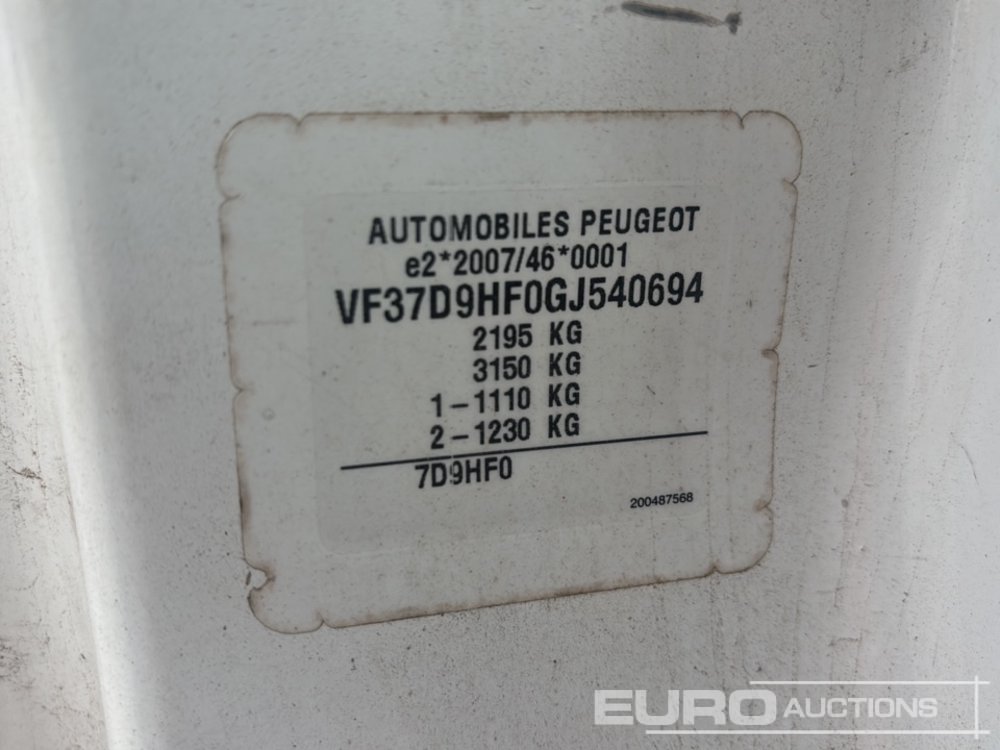 AUTOMOBILES PEUGEOT
e2*2007/46*0001
VF37D9HF0GJ540694
2195 KG
3150 KG
1-1110 KG
2-1230 KG
7D9HF0
200487568
EURO AUCTIONS